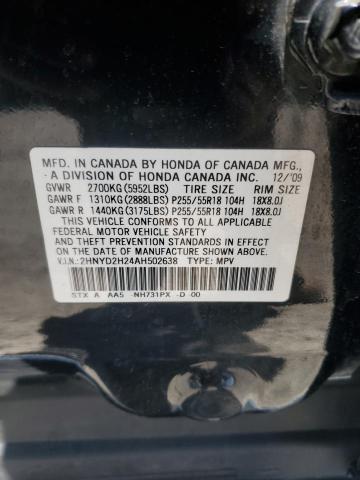 MFD. IN CANADA BY HONDA OF CANADA MFG.,
A DIVISION OF HONDA CANADA INC. 12/'09
GVWR 2700KG(5952LBS) TIRE SIZE RIM SIZE
GAWR F 1310KG(2888LBS) P255/55R18 104H 18X8.0J
GAWR R 1440KG(3175LBS) P255/55R18 104H 18X8.0J
THIS VEHICLE CONFORMS TO ALL APPLICABLE
FEDERAL MOTOR VEHICLE SAFETY AND
THEFT PREVENTION STANDARDS IN EFFECT ON THE
DATE OF MANUFACTURE SHOWN ABOVE.
V.I.N.:2HNYD2H24AH502638 TYPE: MPV
STX A AA5 -NH731PX -D -00